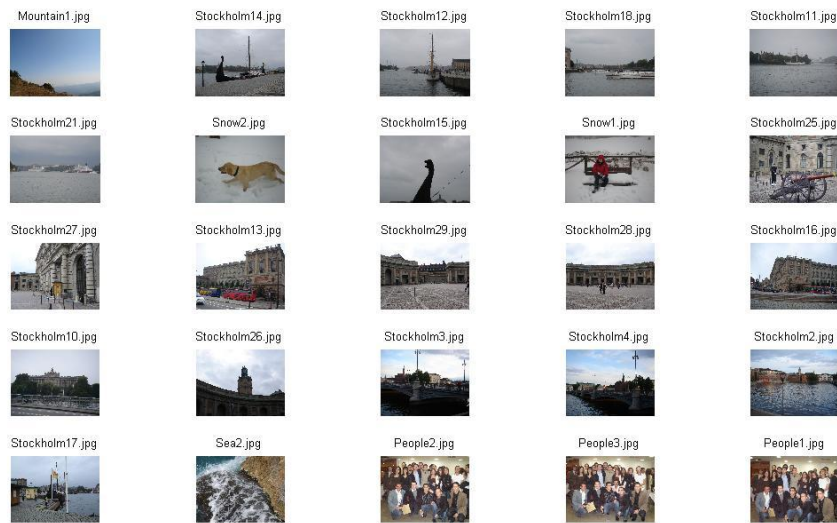 Mountain1.jpg Stockholm14.jpg Stockholm12.jpg Stockholm18.jpg Stockholm11.jpg
Stockholm21.jpg Snow2.jpg Stockholm15.jpg Snow1.jpg Stockholm25.jpg
Stockholm27.jpg Stockholm13.jpg Stockholm29.jpg Stockholm28.jpg Stockholm16.jpg
Stockholm10.jpg Stockholm26.jpg Stockholm3.jpg Stockholm4.jpg Stockholm2.jpg
Stockholm17.jpg Sea2.jpg People2.jpg People3.jpg People1.jpg